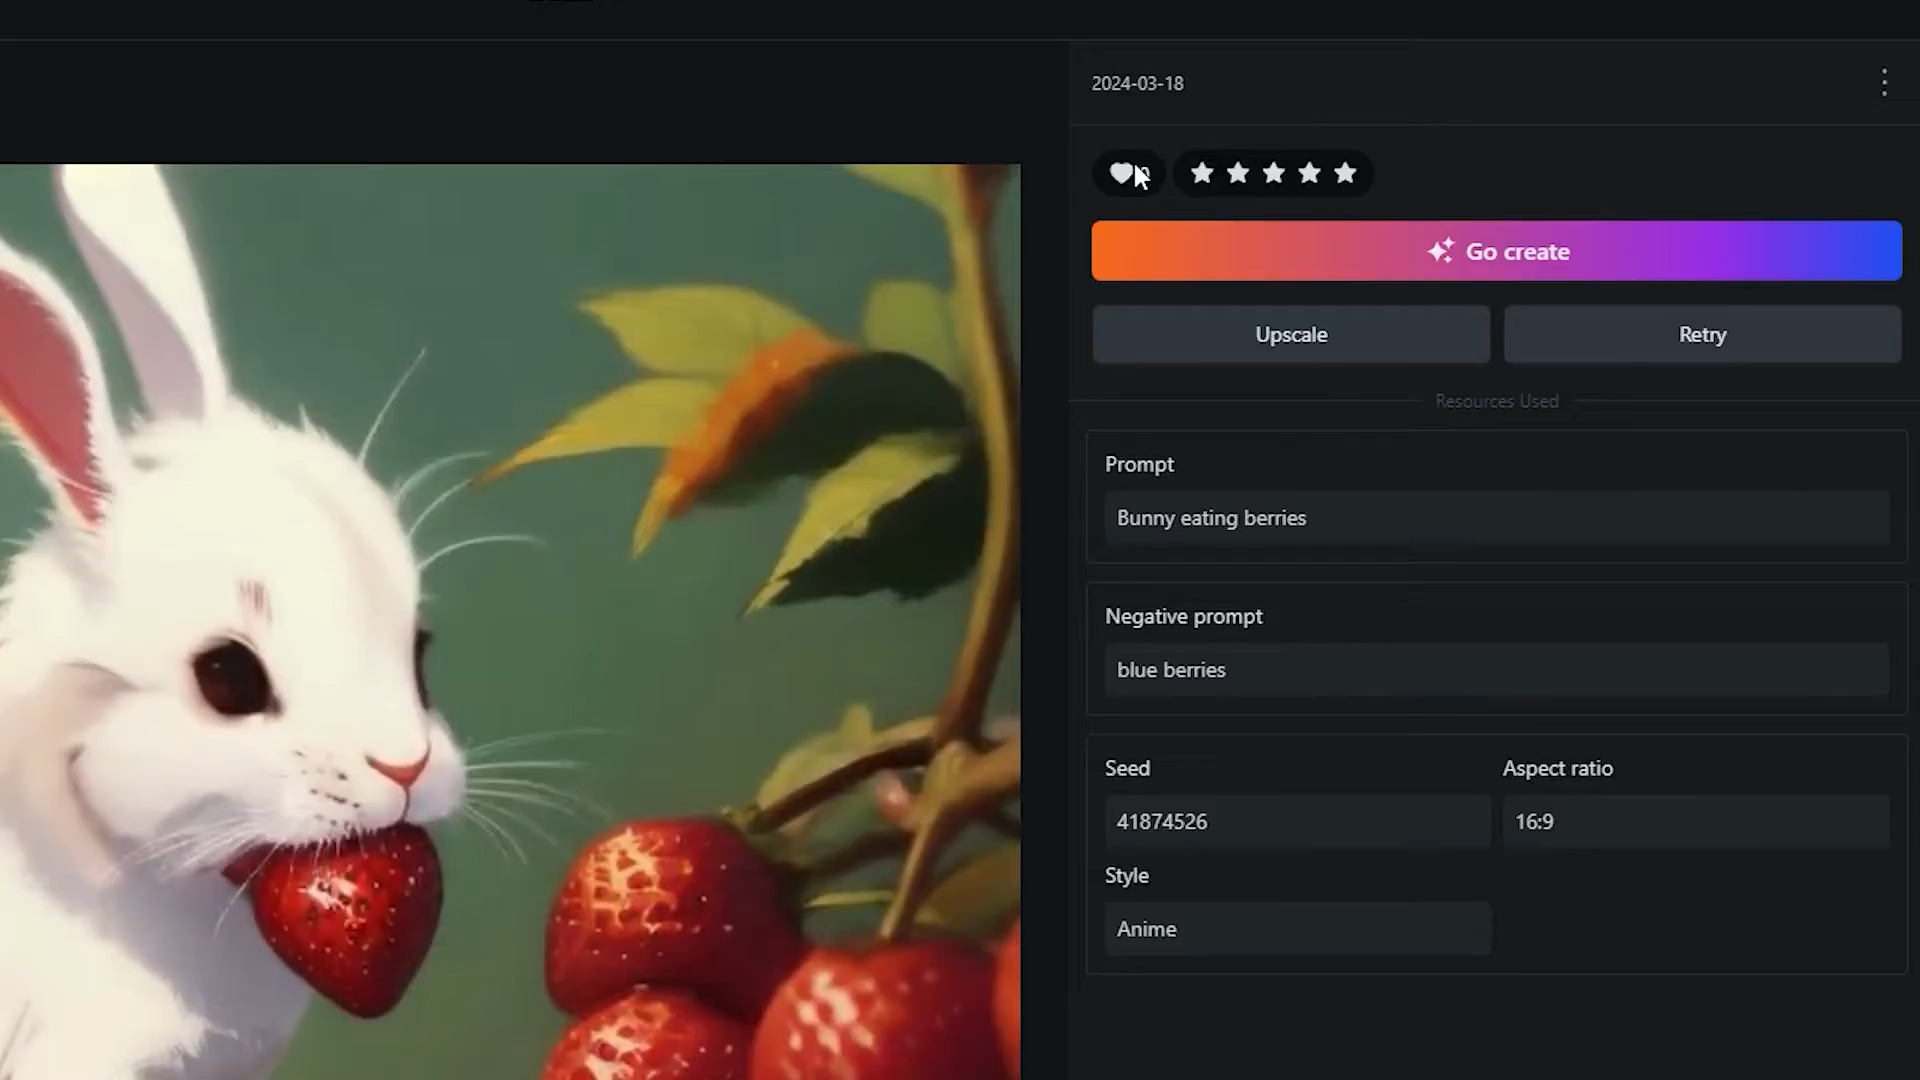 2024-03-18
Go create
Upscale
Retry
Resources Used
Prompt
Bunny eating berries
Negative prompt
blue berries
Seed
Aspect ratio
41874526
16:9
Style
Anime